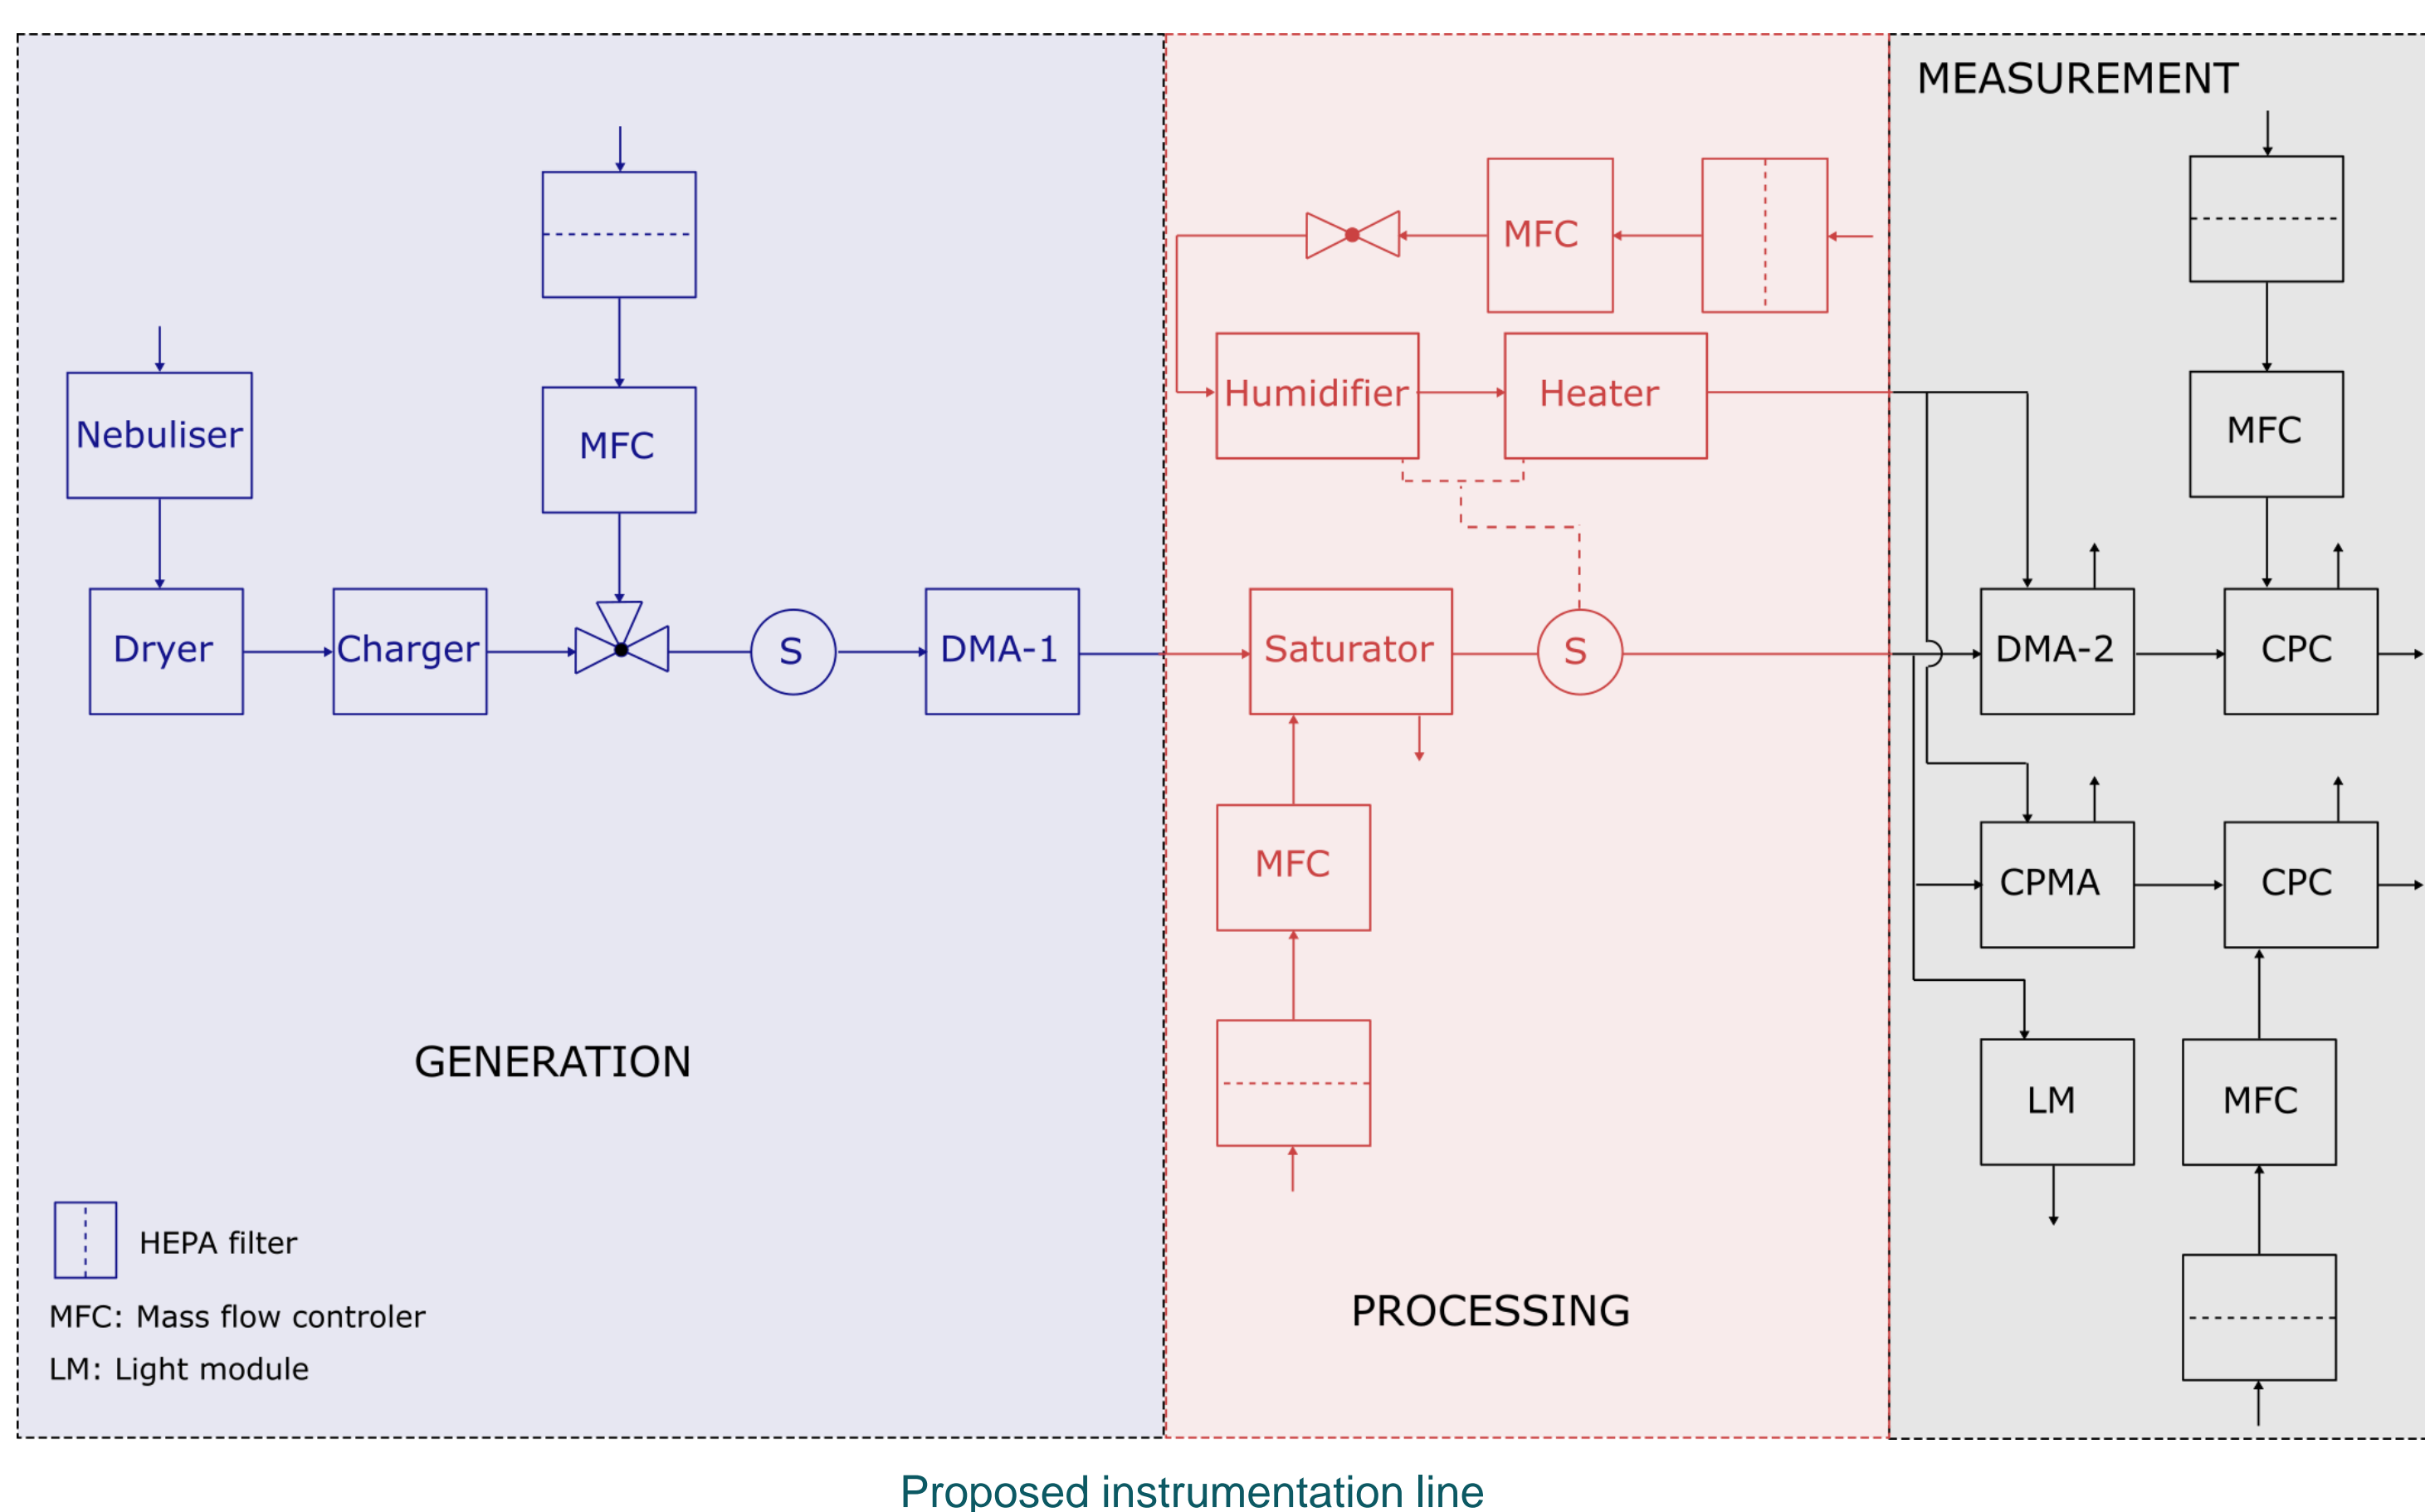 MEASUREMENT
MFC
Humidifier
Heater
MFC
Nebuliser
MFC
Dryer
Charger
S
DMA-1
Saturator
S
DMA-2
CPC
MFC
CPMA
CPC
GENERATION
LM
MFC
HEPA filter
MFC: Mass flow controler
LM: Light module
PROCESSING
Proposed instrumentation line